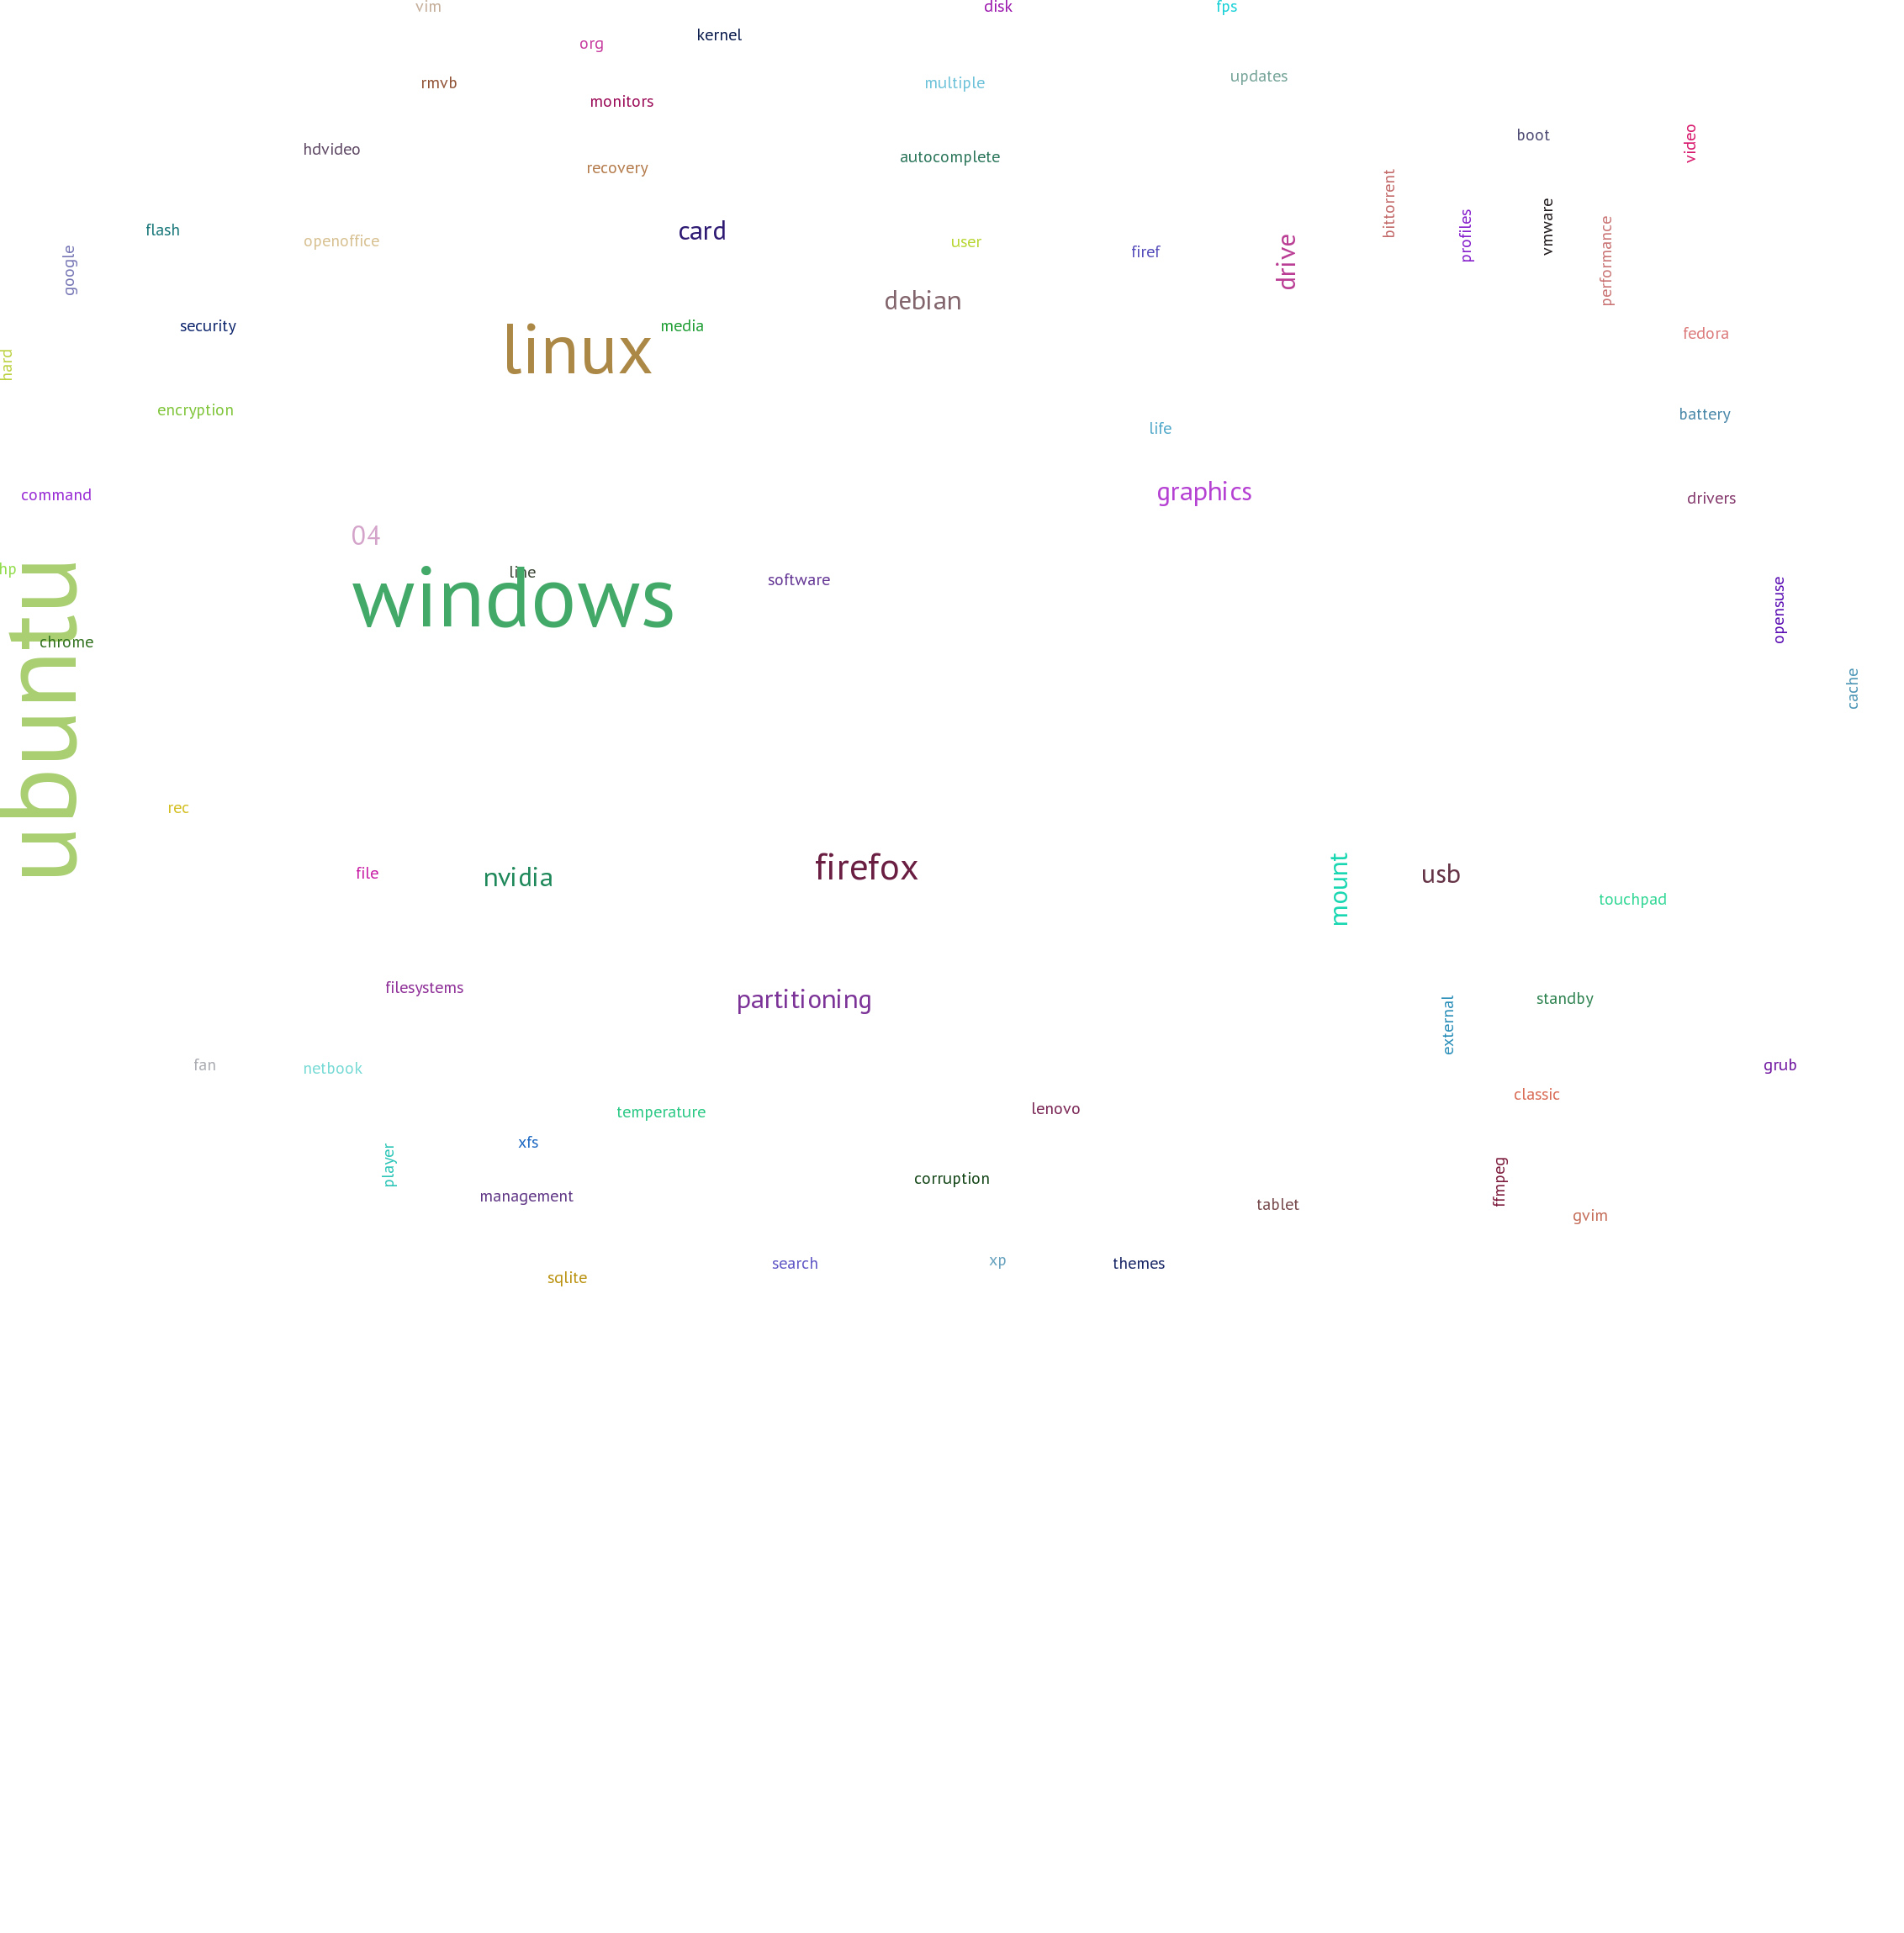 vim
disk
fps
kernel
org
rmvb
multiple
updates
monitors
boot
video
hdvideo
autocomplete
recovery
bittorrent
profiles
vmware
performance
flash
card
openoffice
user
firef
drive
google
debian
linux
media
security
fedora
hard
encryption
battery
life
command
graphics
drivers
04
hp
line
windows
software
opensuse
chrome
ubuntu
cache
rec
file
nvidia
firefox
mount
usb
touchpad
filesystems
partitioning
external
standby
fan
netbook
grub
classic
temperature
lenovo
xfs
player
corruption
ffmpeg
management
tablet
gvim
sqlite
search
xp
themes